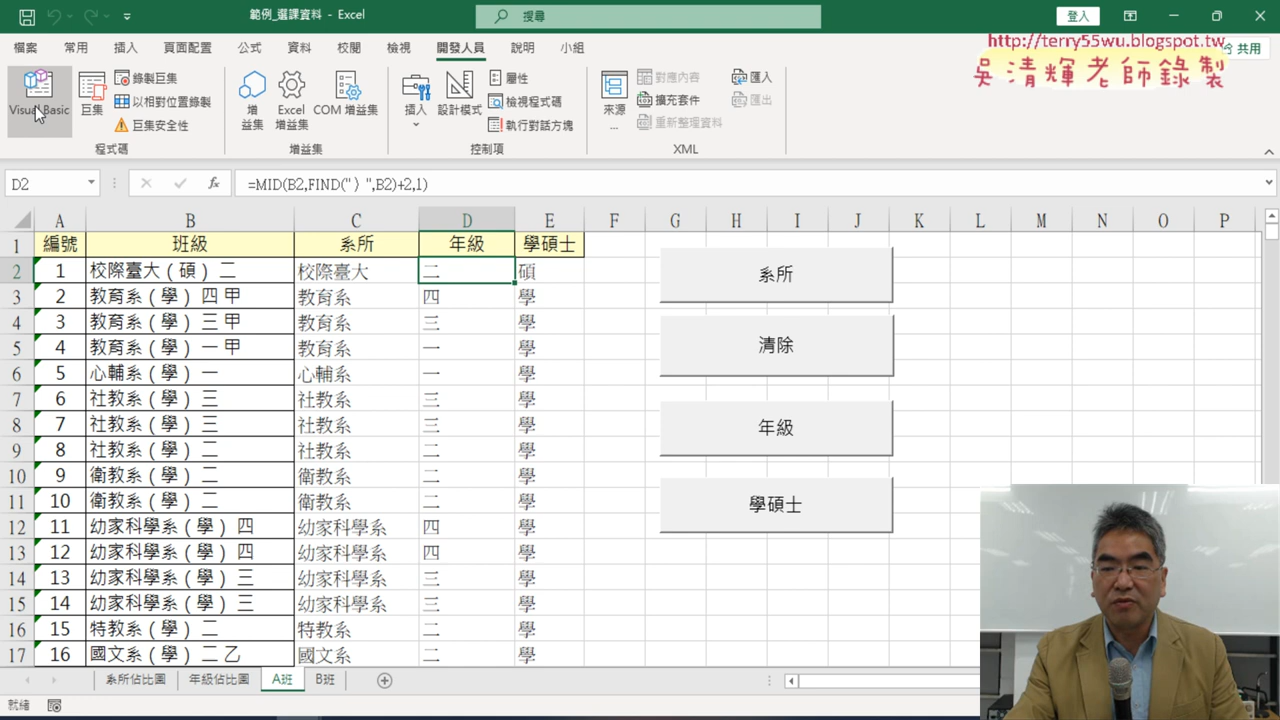 範例_選課資料 - Excel
搜尋
登入
檔案 常用 插入 頁面配置 公式 資料 校閱 檢視 開發人員 說明 小組
共用
http://terry55wu.blogspot.tw
吳清輝老師錄製
Visual Basic
巨集
錄製巨集
以相對位置錄製
巨集安全性
程式碼
增益集
Excel 增益集
COM 增益集
增益集
插入
設計模式
屬性
檢視程式碼
執行對話方塊
控制項
來源...
對應內容
擴充套件
重新整理資料
匯入
匯出
XML
D2
fx
=MID(B2,FIND("）",B2)+2,1)
A B C D E F G H I J K L M N O P
1 編號 班級 系所 年級 學碩士
2 1 校際臺大（碩）二 校際臺大 二 碩
3 2 教育系（學）四 甲 教育系 四 學
4 3 教育系（學）三 甲 教育系 三 學
5 4 教育系（學）一 甲 教育系 一 學
6 5 心輔系（學）一 心輔系 一 學
7 6 社教系（學）三 社教系 三 學
8 7 社教系（學）三 社教系 三 學
9 8 社教系（學）二 社教系 二 學
10 9 衛教系（學）二 衛教系 二 學
11 10 衛教系（學）二 衛教系 二 學
12 11 幼家科學系（學）四 幼家科學系 四 學
13 12 幼家科學系（學）四 幼家科學系 四 學
14 13 幼家科學系（學）三 幼家科學系 三 學
15 14 幼家科學系（學）三 幼家科學系 三 學
16 15 特教系（學）二 特教系 二 學
17 16 國文系（學）二 乙 國文系 二 學
系所
清除
年級
學碩士
系所佔比圖 年級佔比圖 A班 B班
就緒